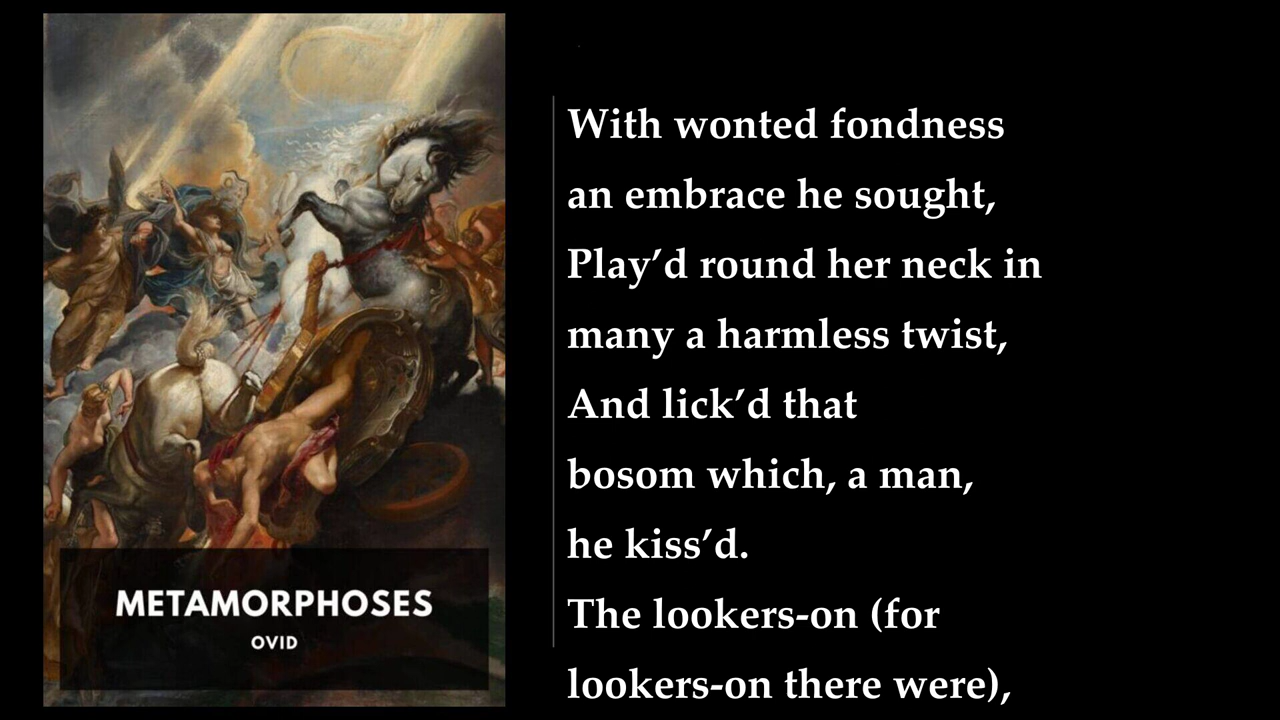 METAMORPHOSES
OVID
With wonted fondness
an embrace he sought,
Play’d round her neck in
many a harmless twist,
And lick’d that
bosom which, a man,
he kiss’d.
The lookers-on (for
lookers-on there were),